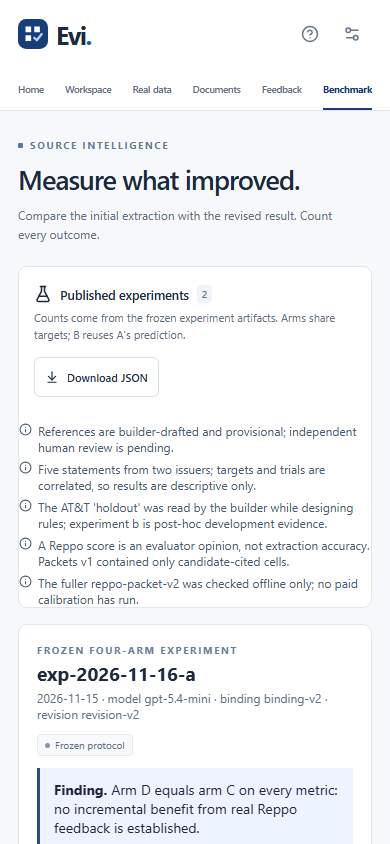 Evi.
Home Workspace Real data Documents Feedback Benchmark
SOURCE INTELLIGENCE
Measure what improved.
Compare the initial extraction with the revised result. Count
every outcome.
Published experiments 2
Counts come from the frozen experiment artifacts. Arms share
targets; B reuses A's prediction.
Download JSON
References are builder-drafted and provisional; independent
human review is pending.
Five statements from two issuers; targets and trials are
correlated, so results are descriptive only.
The AT&T 'holdout' was read by the builder while designing
rules; experiment b is post-hoc development evidence.
A Reppo score is an evaluator opinion, not extraction accuracy.
Packets v1 contained only candidate-cited cells.
The fuller reppo-packet-v2 was checked offline only; no paid
calibration has run.
FROZEN FOUR-ARM EXPERIMENT
exp-2026-11-16-a
2026-11-15 · model gpt-5.4-mini · binding binding-v2 ·
revision revision-v2
Frozen protocol
Finding. Arm D equals arm C on every metric:
no incremental benefit from real Reppo
feedback is established.